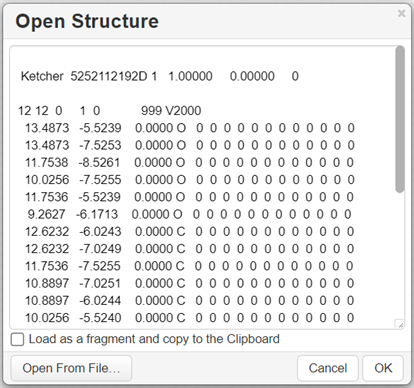 Open Structure
×
Ketcher 5252112192D 1 1.00000 0.00000 0
12 12 0 1 0 999 V2000
13.4873 -5.5239 0.0000 O 0 0 0 0 0 0 0 0 0 0 0 0
13.4873 -7.5253 0.0000 O 0 0 0 0 0 0 0 0 0 0 0 0
11.7538 -8.5261 0.0000 O 0 0 0 0 0 0 0 0 0 0 0 0
10.0256 -7.5255 0.0000 O 0 0 0 0 0 0 0 0 0 0 0 0
11.7536 -5.5239 0.0000 O 0 0 0 0 0 0 0 0 0 0 0 0
9.2627 -6.1713 0.0000 O 0 0 0 0 0 0 0 0 0 0 0 0
12.6232 -6.0243 0.0000 C 0 0 0 0 0 0 0 0 0 0 0 0
12.6232 -7.0249 0.0000 C 0 0 0 0 0 0 0 0 0 0 0 0
11.7536 -7.5255 0.0000 C 0 0 0 0 0 0 0 0 0 0 0 0
10.8897 -7.0251 0.0000 C 0 0 0 0 0 0 0 0 0 0 0 0
10.8897 -6.0244 0.0000 C 0 0 0 0 0 0 0 0 0 0 0 0
10.0256 -5.5240 0.0000 C 0 0 0 0 0 0 0 0 0 0 0 0
Load as a fragment and copy to the Clipboard
Open From File… Cancel OK